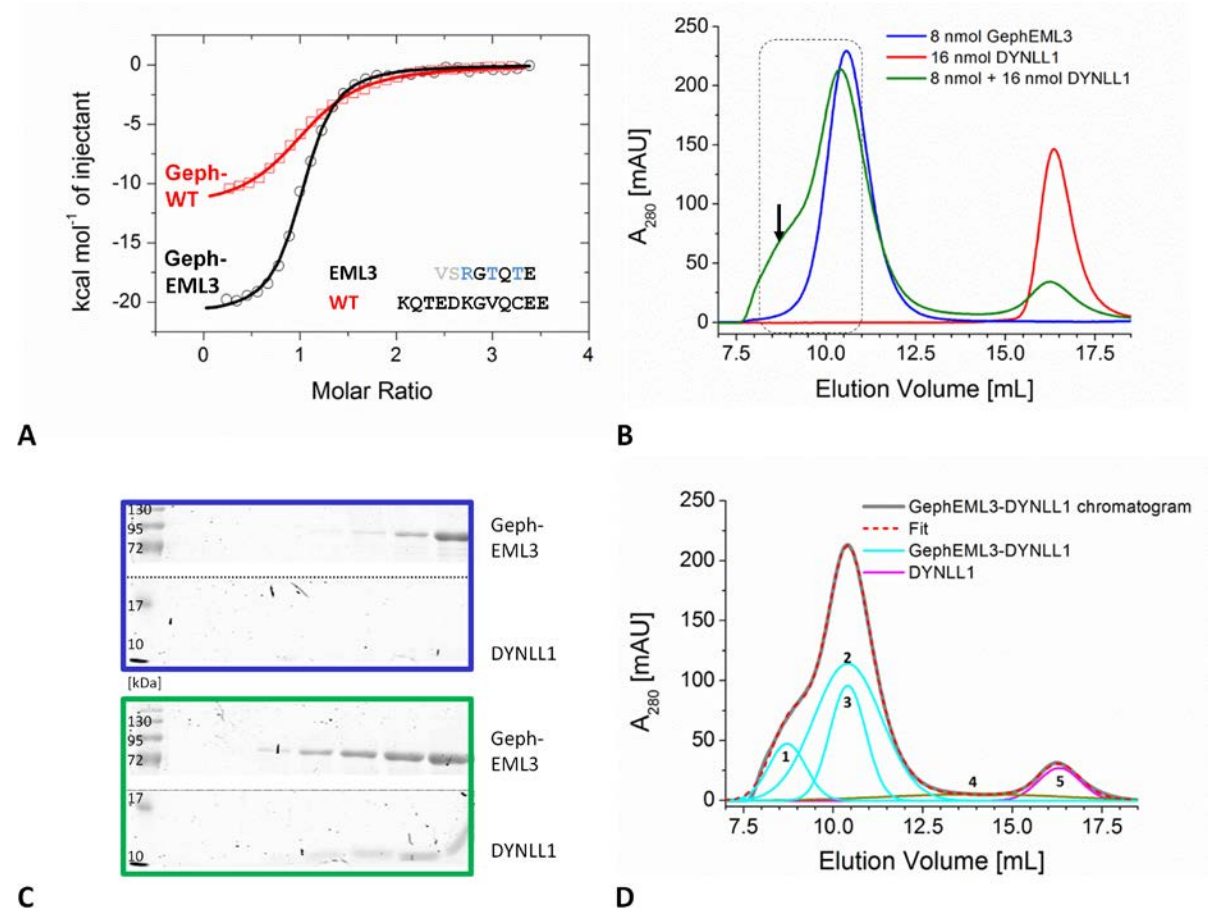 0
-5
-10
-15
-20
kcal mol-1 of injectant
Geph-
WT
Geph-
EML3
EML3 VSRGTQTE
WT KQTEDKGVQCEE
0 1 2 3 4
Molar Ratio
A
250
200
150
100
50
0
A280 [mAU]
8 nmol GephEML3
16 nmol DYNLL1
8 nmol + 16 nmol DYNLL1
7.5 10.0 12.5 15.0 17.5
Elution Volume [mL]
B
130
95
72
Geph-
EML3
17
10
DYNLL1
[kDa]
130
95
72
Geph-
EML3
17
10
DYNLL1
C
250
200
150
100
50
0
A280 [mAU]
GephEML3-DYNLL1 chromatogram
Fit
GephEML3-DYNLL1
DYNLL1
1
2
3
4
5
7.5 10.0 12.5 15.0 17.5
Elution Volume [mL]
D